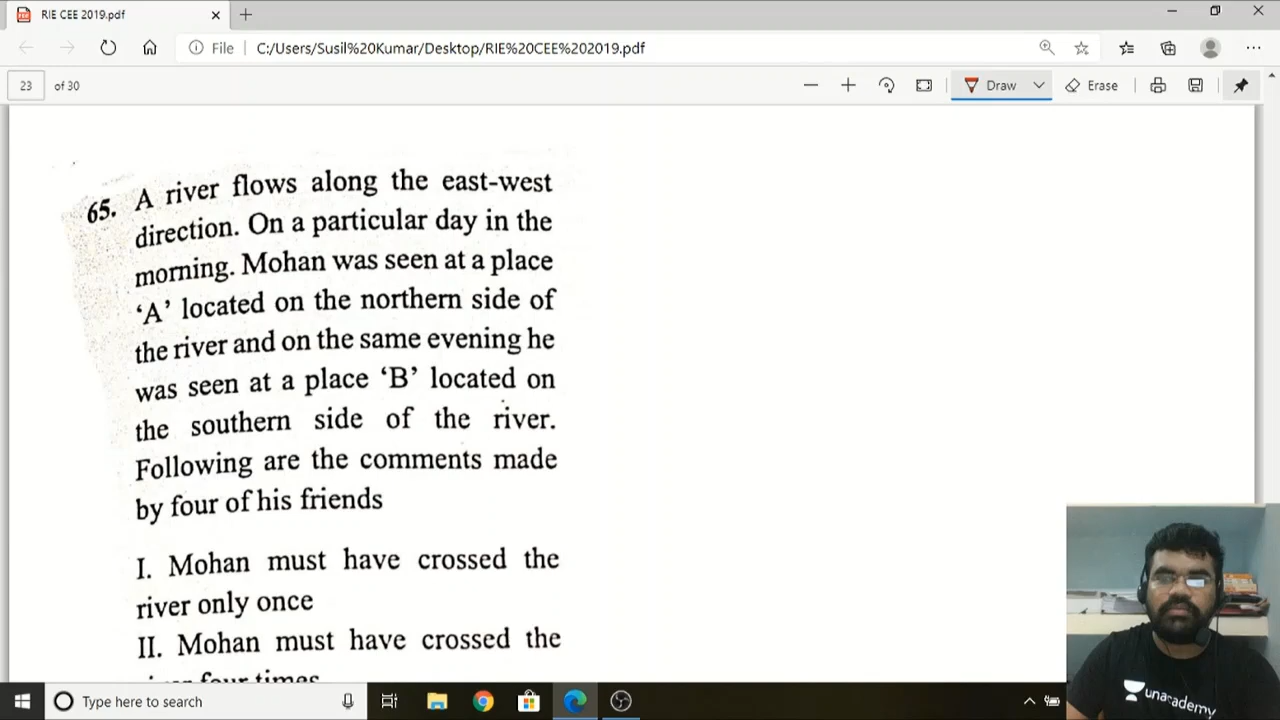 RIE CEE 2019.pdf
File C:/Users/Susil%20Kumar/Desktop/RIE%20CEE%202019.pdf
23 of 30 Draw Erase
65. A river flows along the east-west
direction. On a particular day in the
morning. Mohan was seen at a place
‘A’ located on the northern side of
the river and on the same evening he
was seen at a place ‘B’ located on
the southern side of the river.
Following are the comments made
by four of his friends
I. Mohan must have crossed the
river only once
II. Mohan must have crossed the
river four times
unacademy
Type here to search